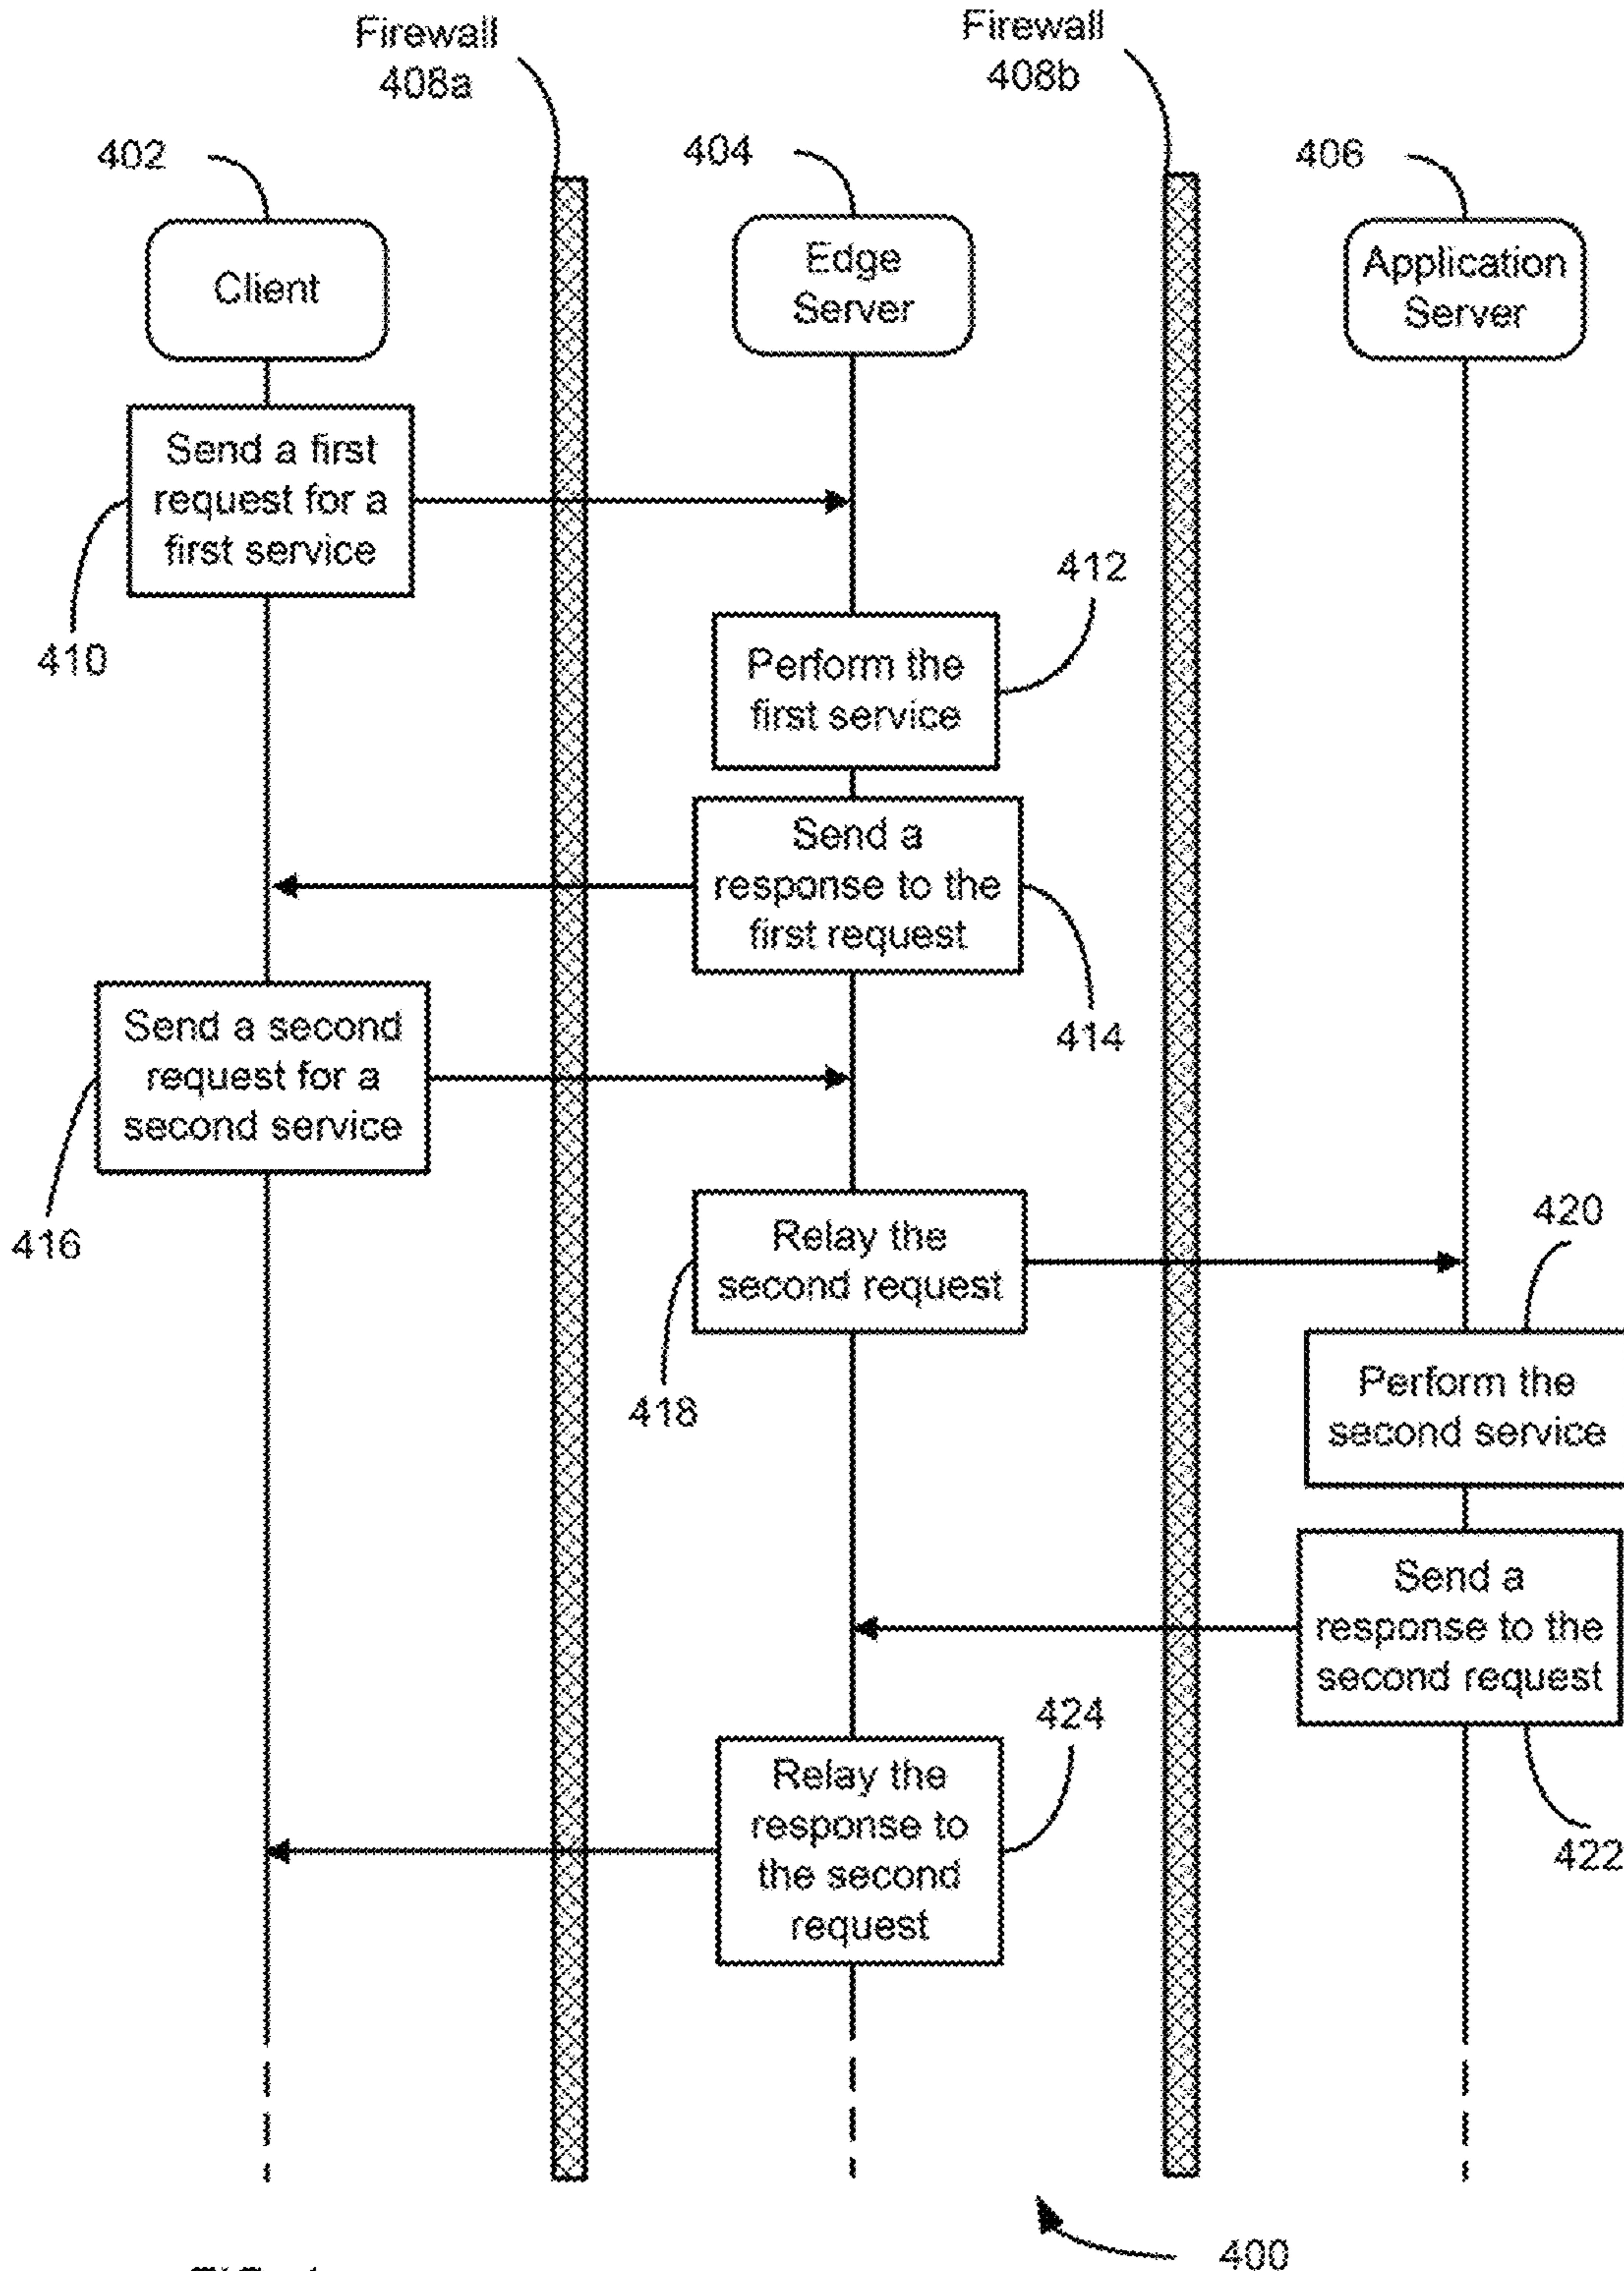 Firewall
408a
Firewall
408b
402
404
406
Client
Edge
Server
Application
Server
Send a first
request for a
first service
410
412
Perform the
first service
Send a
response to the
first request
414
Send a second
request for a
second service
416
Relay the
second request
418
420
Perform the
second service
Send a
response to the
second request
422
424
Relay the
response to
the second
request
400